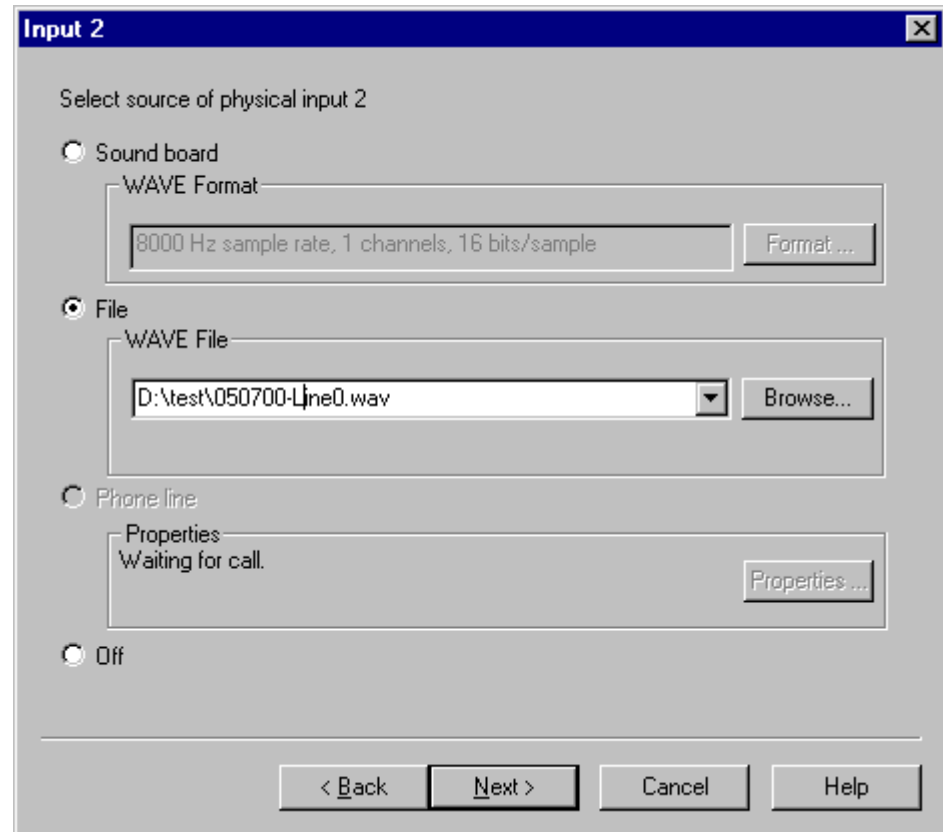 Input 2
Select source of physical input 2
Sound board
WAVE Format
8000 Hz sample rate, 1 channels, 16 bits/sample
Format ...
File
WAVE File
D:\test\050700-Line0.wav
Browse...
Phone line
Properties
Waiting for call.
Properties ...
Off
< Back
Next >
Cancel
Help